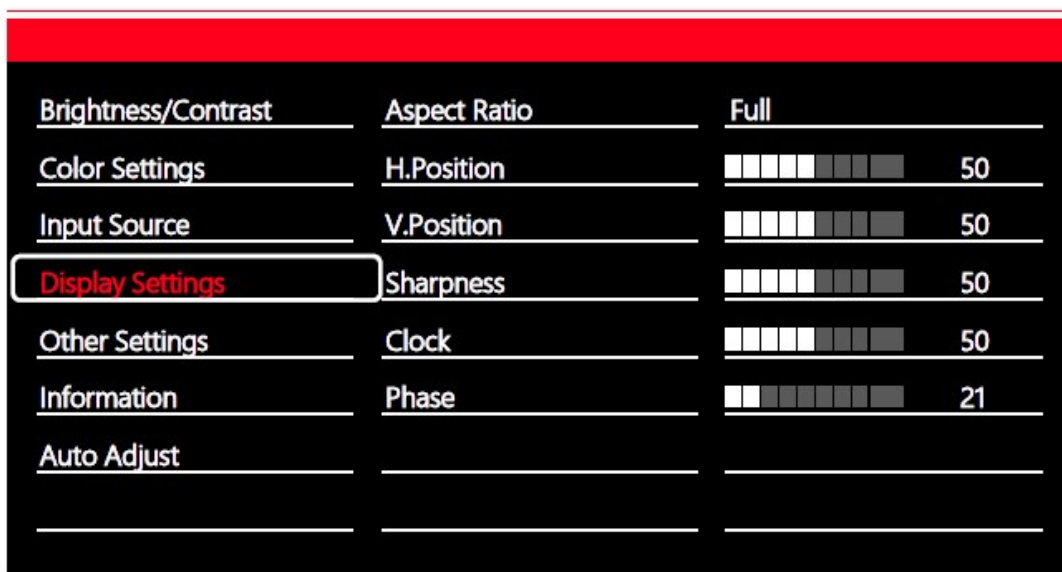 Brightness/Contrast Aspect Ratio Full
Color Settings H.Position 50
Input Source V.Position 50
Display Settings Sharpness 50
Other Settings Clock 50
Information Phase 21
Auto Adjust